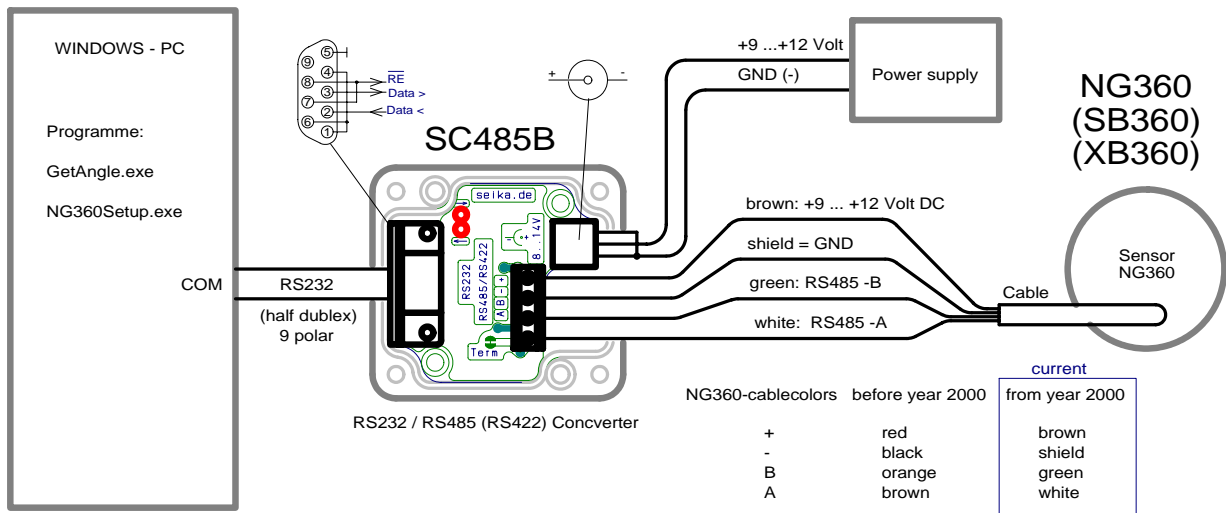 WINDOWS - PC
Programme:
GetAngle.exe
NG360Setup.exe
COM
RS232
(half dublex)
9 polar
5
9
4
8
3
7
2
6
1
RE
Data >
Data <
SC485B
+ -
seika.de
RS232
RS485/RS422
A B - +
- +
8..14V
Term
RS232 / RS485 (RS422) Concverter
+9 ...+12 Volt
GND (-)
Power supply
NG360
(SB360)
(XB360)
brown: +9 ... +12 Volt DC
shield = GND
green: RS485 -B
white: RS485 -A
Cable
Sensor
NG360
current
NG360-cablecolors before year 2000 from year 2000
+ red brown
- black shield
B orange green
A brown white